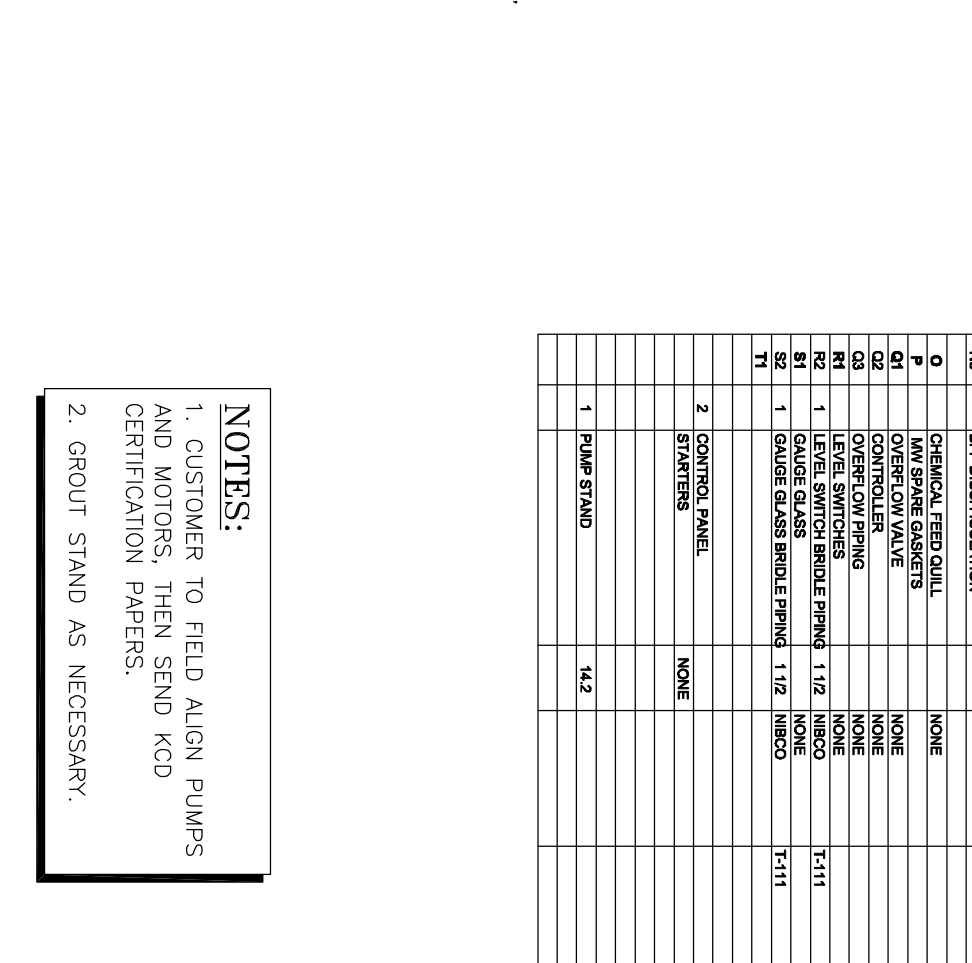 O CHEMICAL FEED QUILL NONE
P MW SPARE GASKETS
Q1 OVERFLOW VALVE NONE
Q2 CONTROLLER NONE
Q3 OVERFLOW PIPING NONE
R1 LEVEL SWITCHES NONE
R2 1 LEVEL SWITCH BRIDLE PIPING 1 1/2 NIBCO T-111
S1 GAUGE GLASS NONE
S2 1 GAUGE GLASS BRIDLE PIPING 1 1/2 NIBCO T-111
T1
2 CONTROL PANEL
STARTERS NONE
1 PUMP STAND 14.2
NOTES:
1. CUSTOMER TO FIELD ALIGN PUMPS
AND MOTORS, THEN SEND KCD
CERTIFICATION PAPERS.
2. GROUT STAND AS NECESSARY.